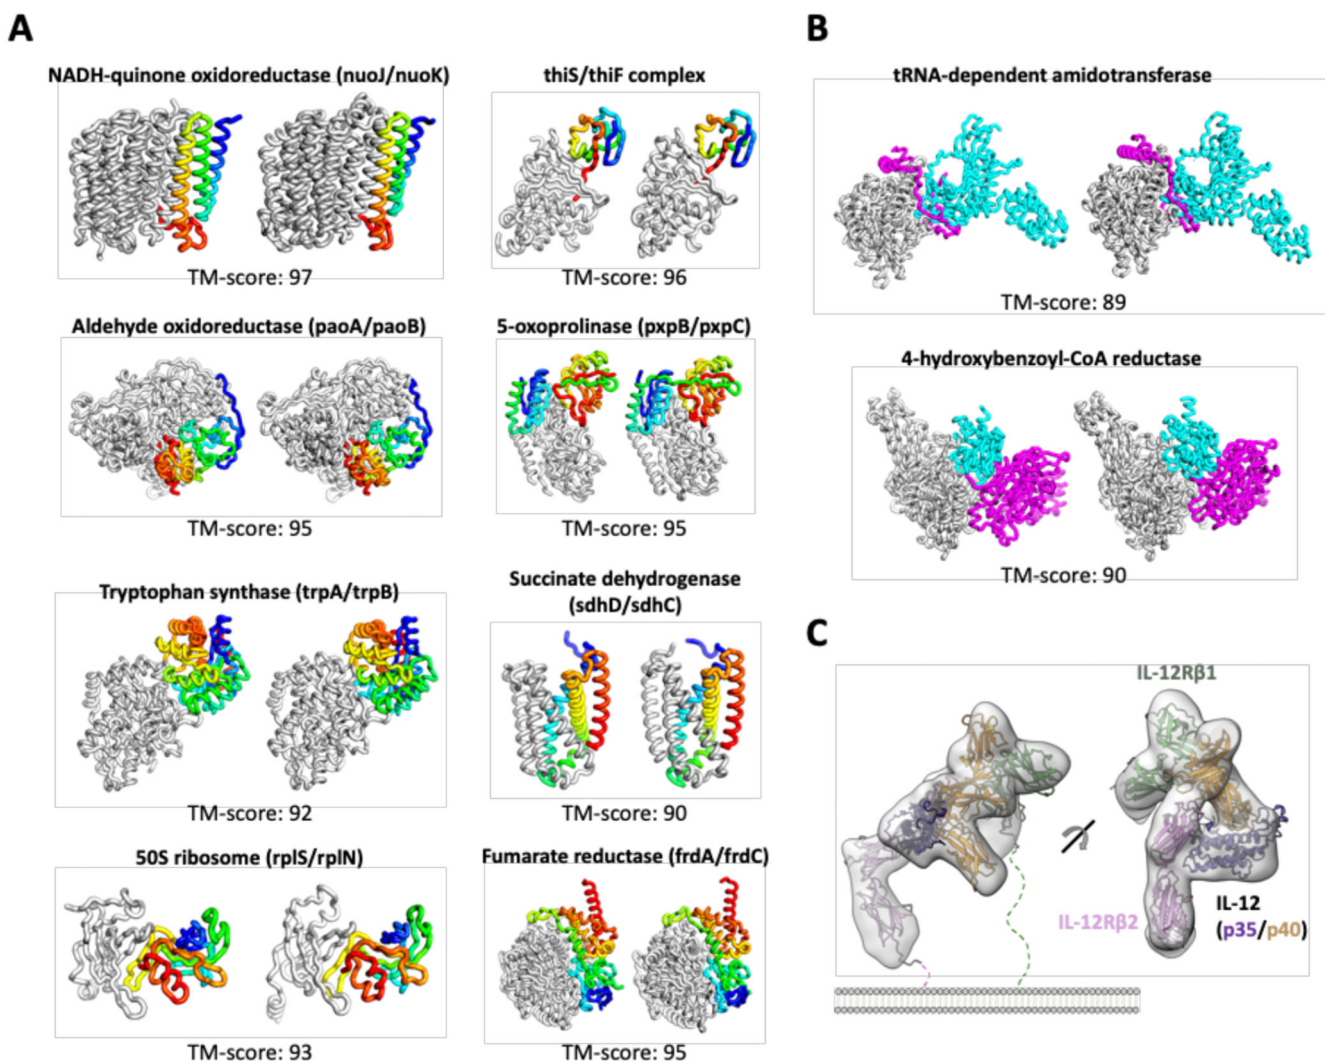 A
NADH-quinone oxidoreductase (nuoJ/nuoK)
TM-score: 97
thiS/thiF complex
TM-score: 96
Aldehyde oxidoreductase (paoA/paoB)
TM-score: 95
5-oxoprolinase (pxpB/pxpC)
TM-score: 95
Tryptophan synthase (trpA/trpB)
TM-score: 92
Succinate dehydrogenase
(sdhD/sdhC)
TM-score: 90
50S ribosome (rplS/rplN)
TM-score: 93
Fumarate reductase (frdA/frdC)
TM-score: 95
B
tRNA-dependent amidotransferase
TM-score: 89
4-hydroxybenzoyl-CoA reductase
TM-score: 90
C
IL-12Rβ1
IL-12Rβ2
IL-12
(p35/p40)